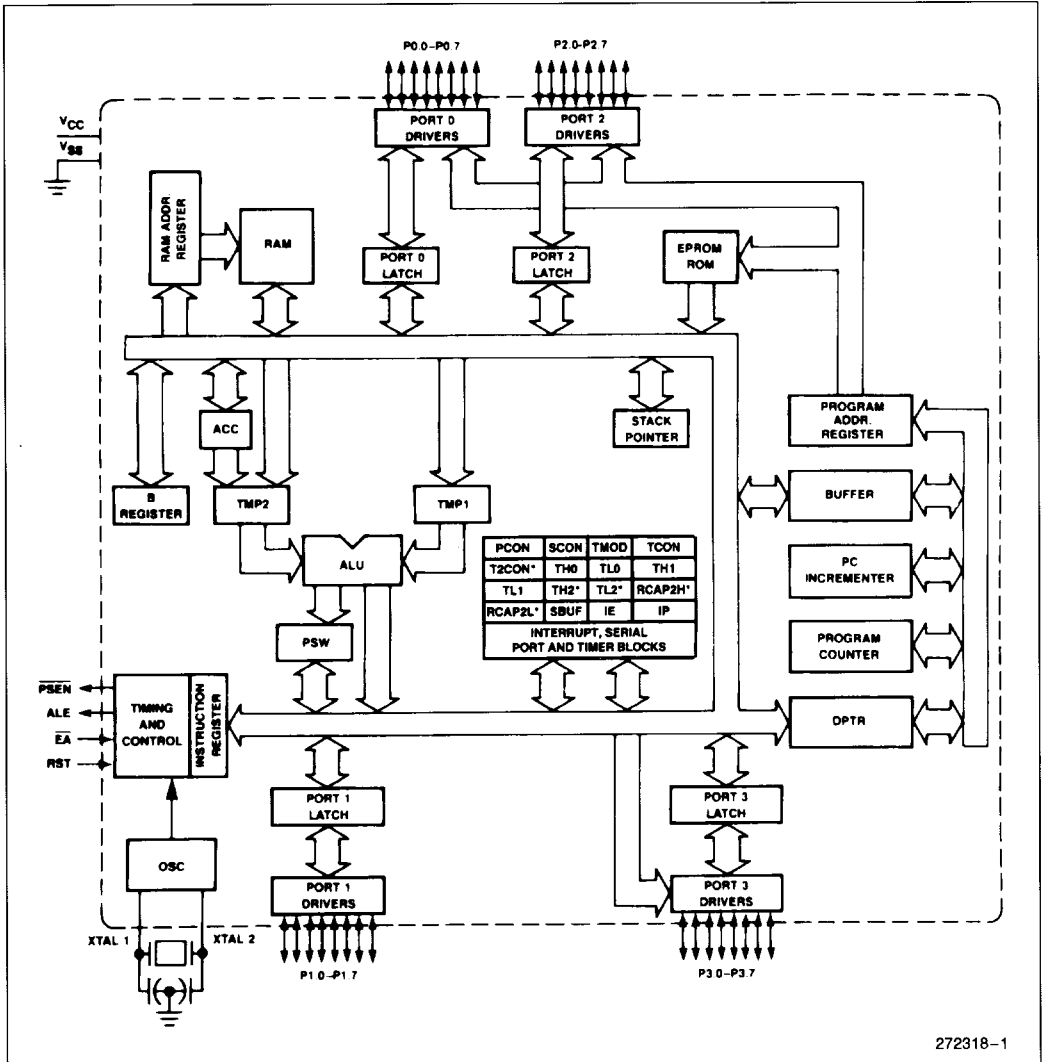 P0.0–P0.7
P2.0–P2.7
VCC
VSS
PORT 0
DRIVERS
PORT 2
DRIVERS
RAM ADDR.
REGISTER
RAM
PORT 0
LATCH
PORT 2
LATCH
EPROM
ROM
ACC
STACK
POINTER
PROGRAM
ADDR.
REGISTER
B
REGISTER
TMP2
TMP1
BUFFER
ALU
PCON SCON TMOD TCON
T2CON* TH0 TL0 TH1
TL1 TH2* TL2* RCAP2H*
RCAP2L* SBUF IE IP
INTERRUPT, SERIAL
PORT AND TIMER BLOCKS
PC
INCREMENTER
PSW
PROGRAM
COUNTER
PSEN
ALE
EA
RST
TIMING
AND
CONTROL
INSTRUCTION
REGISTER
DPTR
PORT 1
LATCH
PORT 3
LATCH
OSC
PORT 1
DRIVERS
PORT 3
DRIVERS
XTAL 1
XTAL 2
P1.0–P1.7
P3.0–P3.7
272318–1